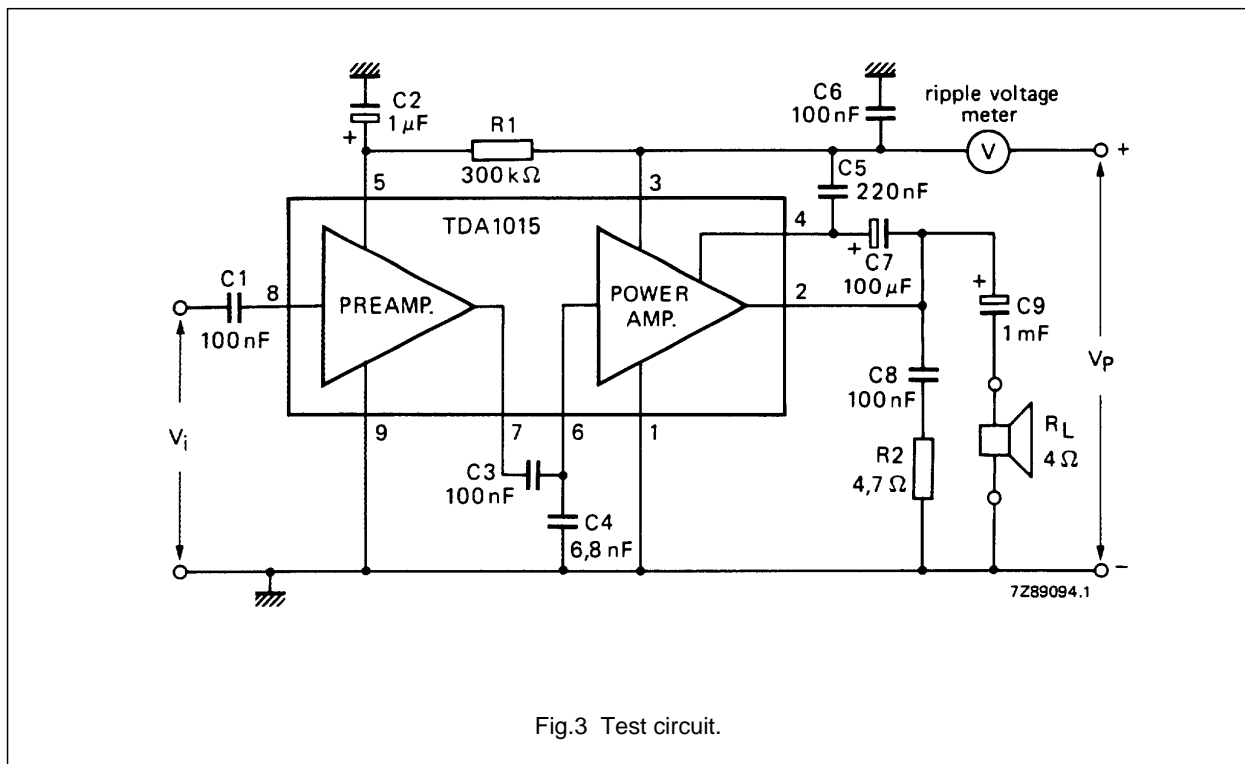 C2
1 μF
+
R1
300 kΩ
C6
100 nF
ripple voltage
meter
V
+
5
3
C5
220 nF
4
TDA1015
+
C7
100 μF
C1
100 nF
8
PREAMP.
POWER
AMP.
2
+
C9
1 mF
C8
100 nF
Vi
VP
9
7
6
1
C3
100 nF
C4
6,8 nF
R2
4,7 Ω
RL
4 Ω
−
7Z89094.1
Fig.3 Test circuit.